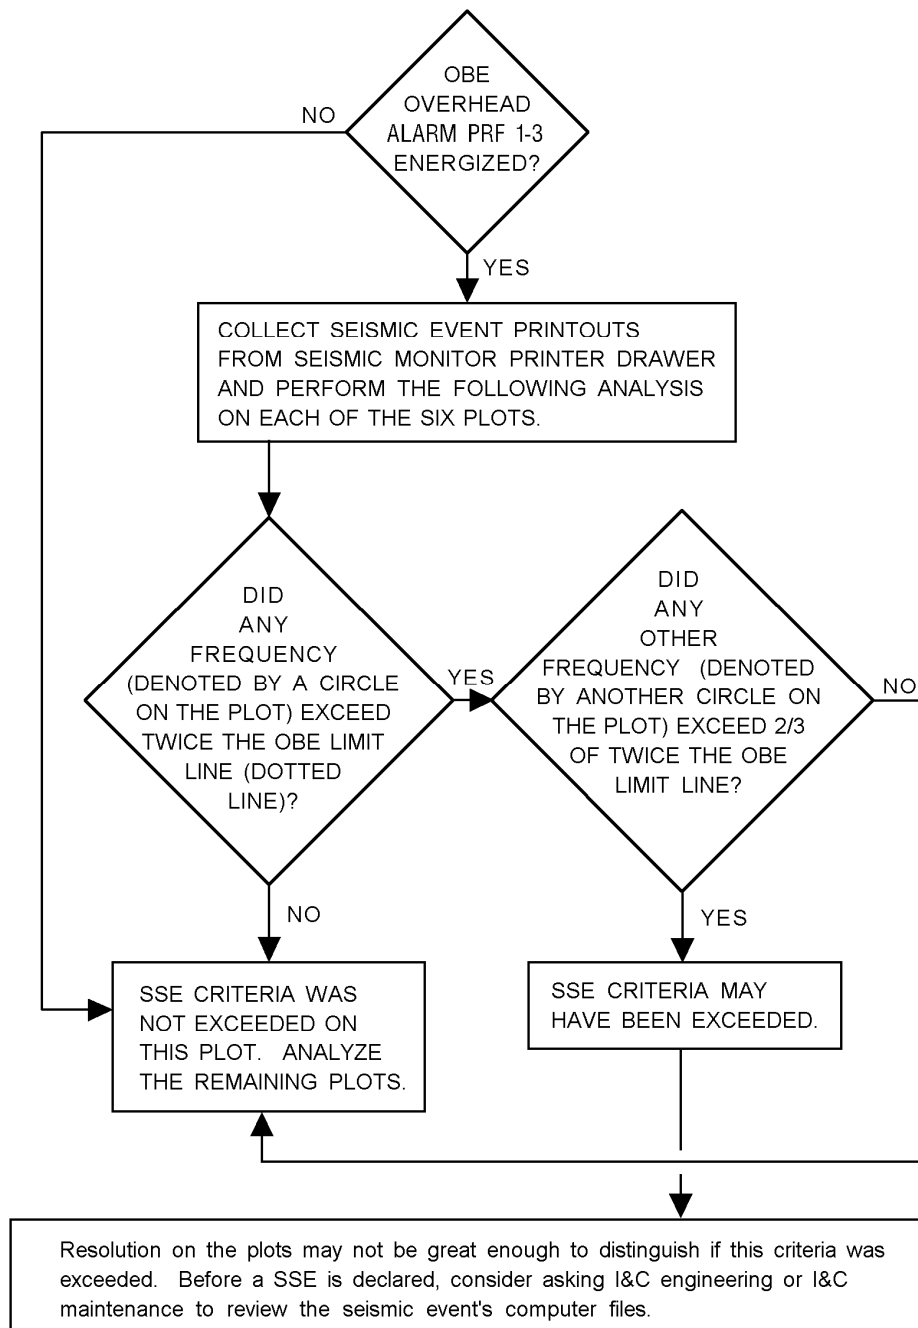 OBE
OVERHEAD
ALARM PRF 1-3
ENERGIZED?
NO
YES
COLLECT SEISMIC EVENT PRINTOUTS
FROM SEISMIC MONITOR PRINTER DRAWER
AND PERFORM THE FOLLOWING ANALYSIS
ON EACH OF THE SIX PLOTS.
DID
ANY
FREQUENCY
(DENOTED BY A CIRCLE
ON THE PLOT) EXCEED
TWICE THE OBE LIMIT
LINE (DOTTED
LINE)?
YES
DID
ANY
OTHER
FREQUENCY (DENOTED
BY ANOTHER CIRCLE ON
THE PLOT) EXCEED 2/3
OF TWICE THE OBE
LIMIT LINE?
NO
NO
YES
SSE CRITERIA WAS
NOT EXCEEDED ON
THIS PLOT. ANALYZE
THE REMAINING PLOTS.
SSE CRITERIA MAY
HAVE BEEN EXCEEDED.
Resolution on the plots may not be great enough to distinguish if this criteria was
exceeded. Before a SSE is declared, consider asking I&C engineering or I&C
maintenance to review the seismic event's computer files.